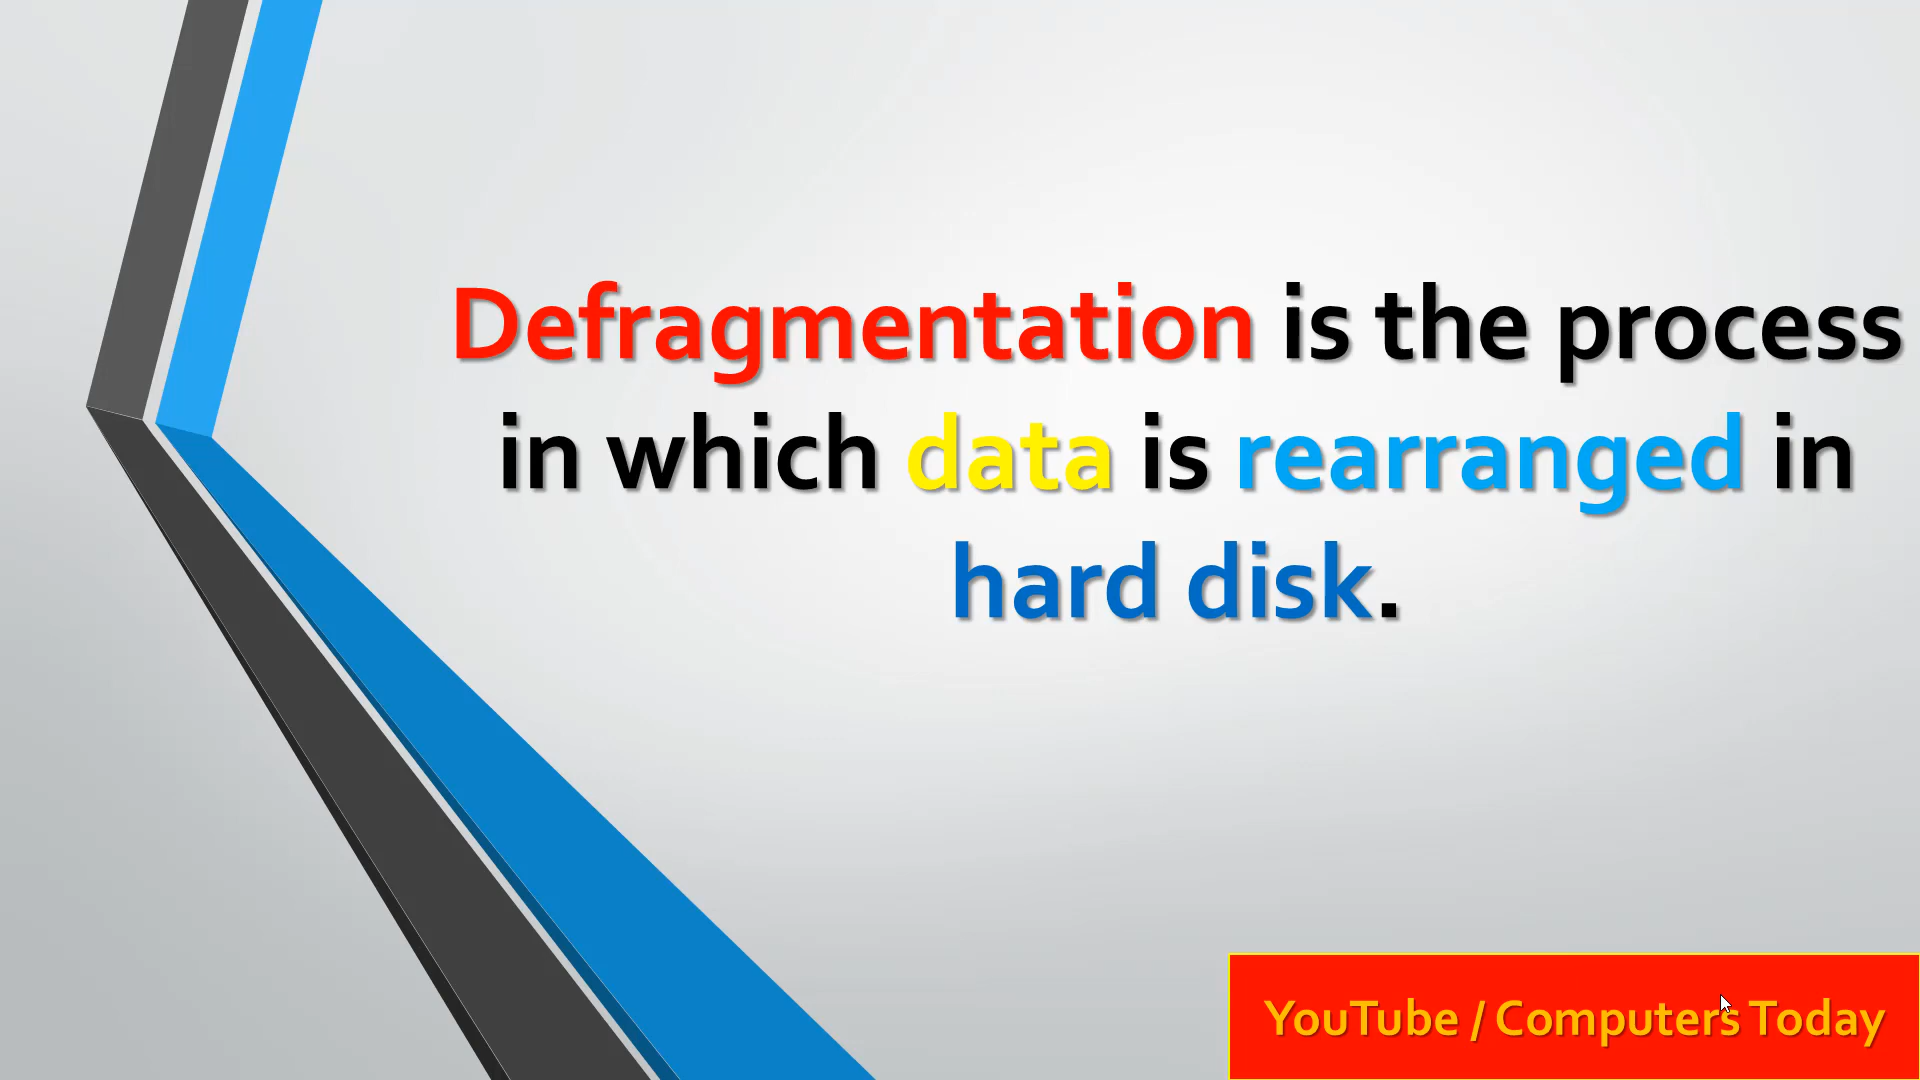 Defragmentation is the process
in which data is rearranged in
hard disk.
YouTube / Computers Today